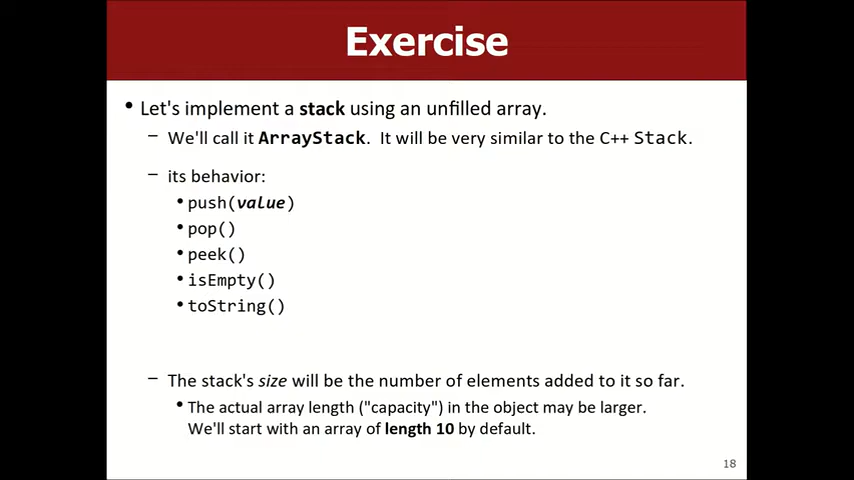 Exercise
• Let's implement a stack using an unfilled array.
– We'll call it ArrayStack. It will be very similar to the C++ Stack.
– its behavior:
• push(value)
• pop()
• peek()
• isEmpty()
• toString()
– The stack's size will be the number of elements added to it so far.
• The actual array length ("capacity") in the object may be larger.
We'll start with an array of length 10 by default.
18